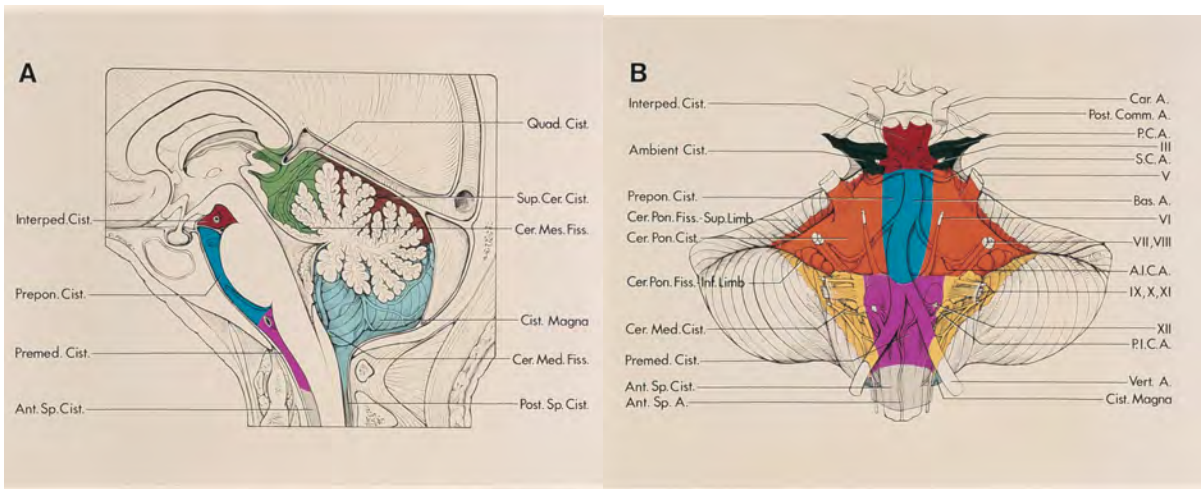 A
Quad. Cist.
Sup. Cer. Cist.
Interped. Cist.
Cer. Mes. Fiss.
Prepon. Cist.
Cist. Magna
Premed. Cist.
Cer. Med. Fiss.
Ant. Sp. Cist.
Post. Sp. Cist.
B
Interped. Cist.
Car. A.
Post. Comm. A.
P.C.A.
Ambient Cist.
III
S.C.A.
V
Prepon. Cist.
Bas. A.
Cer. Pon. Fiss.-Sup. Limb
VI
Cer. Pon. Cist.
VII, VIII
A.I.C.A.
Cer. Pon. Fiss.-Inf. Limb
IX, X, XI
Cer. Med. Cist.
XII
P.I.C.A.
Premed. Cist.
Ant. Sp. Cist.
Vert. A.
Ant. Sp. A.
Cist. Magna